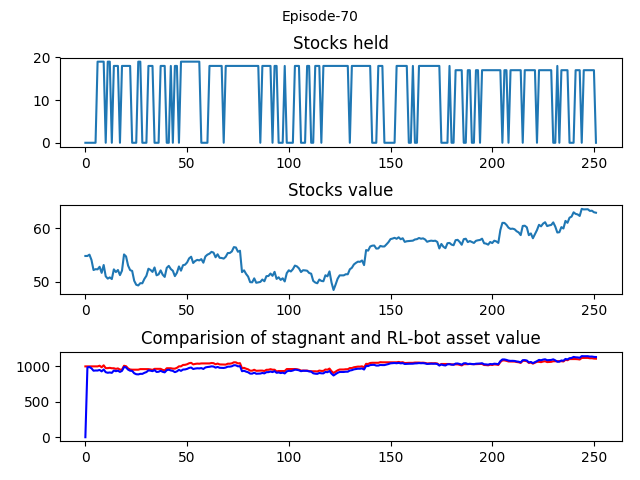 Episode-70
Stocks held
20
10
0
0 50 100 150 200 250
Stocks value
60
50
0 50 100 150 200 250
Comparision of stagnant and RL-bot asset value
1000
500
0
0 50 100 150 200 250